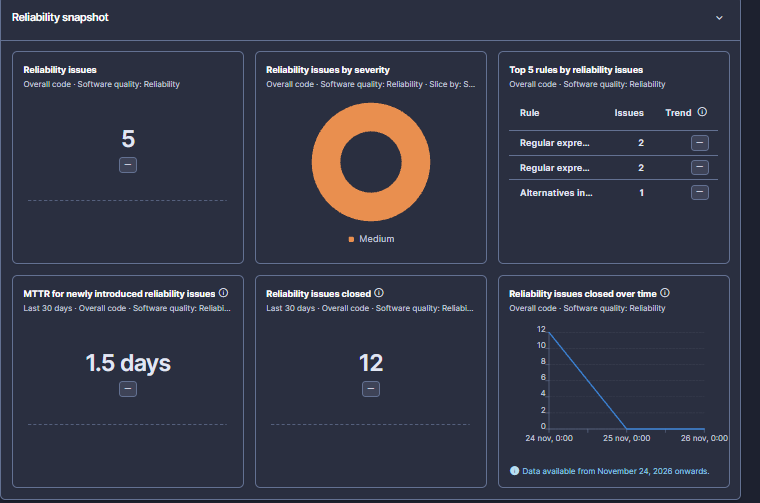 Reliability snapshot
Reliability issues
Overall code · Software quality: Reliability
5
–
Reliability issues by severity
Overall code · Software quality: Reliability · Slice by: S...
Medium
Top 5 rules by reliability issues
Overall code · Software quality: Reliability
Rule Issues Trend
Regular expre... 2 –
Regular expre... 2 –
Alternatives in... 1 –
MTTR for newly introduced reliability issues
Last 30 days · Overall code · Software quality: Reliabi...
1.5 days
–
Reliability issues closed
Last 30 days · Overall code · Software quality: Reliabi...
12
–
Reliability issues closed over time
Overall code · Software quality: Reliability
12
10
8
6
4
2
0
24 nov, 0:00 25 nov, 0:00 26 nov, 0:00
Data available from November 24, 2026 onwards.